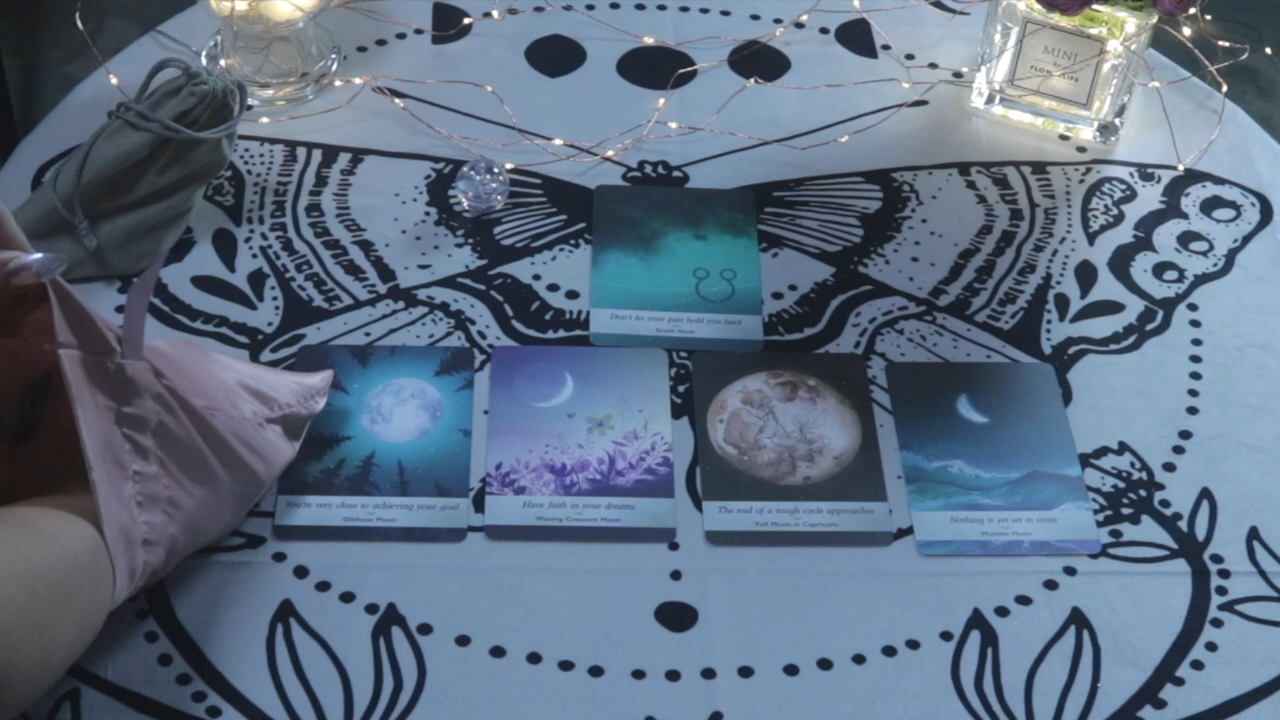 MINI
by
FLOWERLIFE
Don't let your past hold you back
South Node
You're very close to achieving your goal
Gibbous Moon
Have faith in your dreams
Waxing Crescent Moon
The end of a tough cycle approaches
Full Moon in Capricorn
Nothing is yet set in stone
Mutable Moon